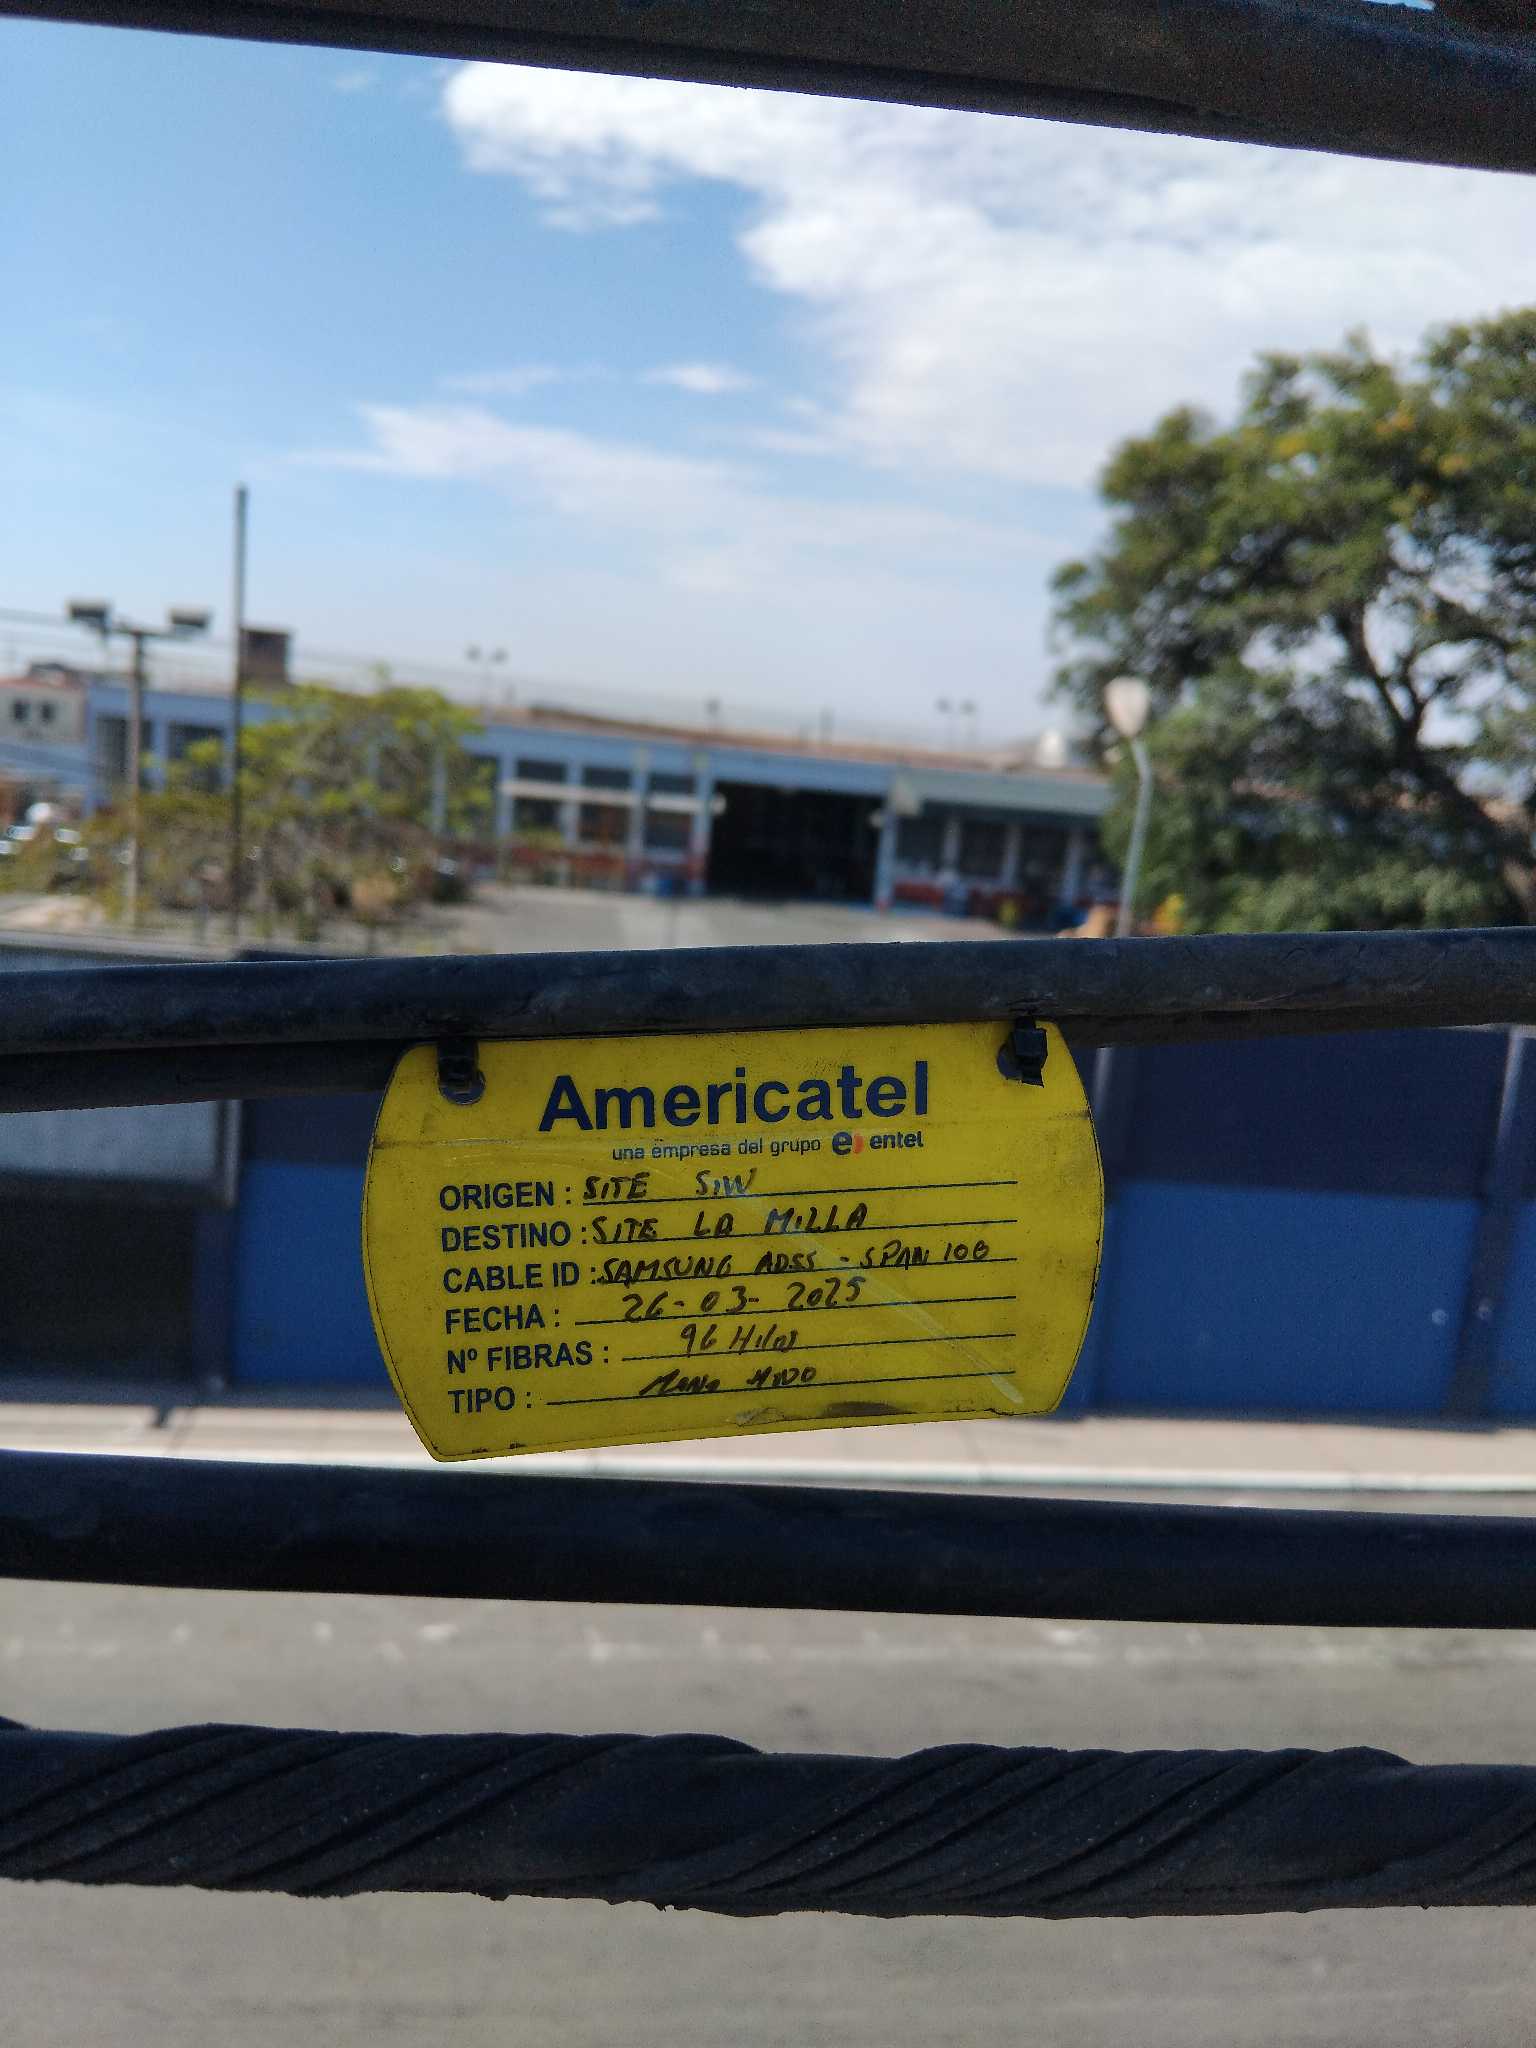 Americatel
una empresa del grupo e) entel
ORIGEN : SITE SIW
DESTINO : SITE LA MILLA
CABLE ID : SAMSUNG ADSS - SPAN 100
FECHA : 26-03-2025
Nº FIBRAS : 96 Hilos
TIPO :